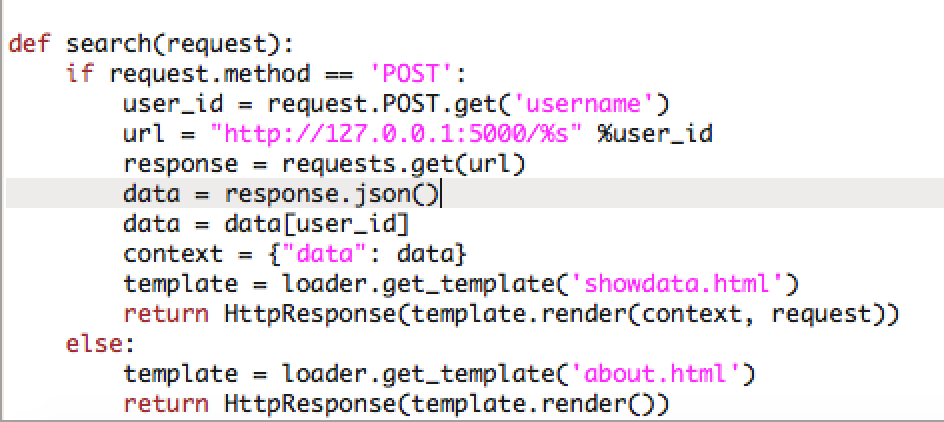 def search(request):
    if request.method == 'POST':
        user_id = request.POST.get('username')
        url = "http://127.0.0.1:5000/%s" %user_id
        response = requests.get(url)
        data = response.json()
        data = data[user_id]
        context = {"data": data}
        template = loader.get_template('showdata.html')
        return HttpResponse(template.render(context, request))
    else:
        template = loader.get_template('about.html')
        return HttpResponse(template.render())